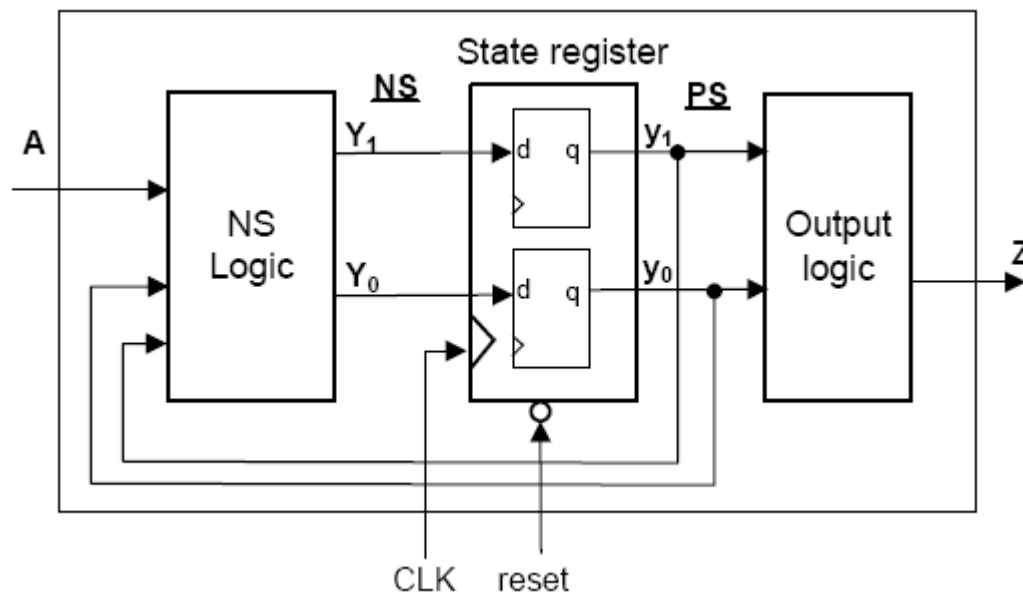 State register
NS
PS
A
Y₁
d
q
y₁
NS
Logic
Output
logic
Z
Y₀
d
q
y₀
CLK
reset